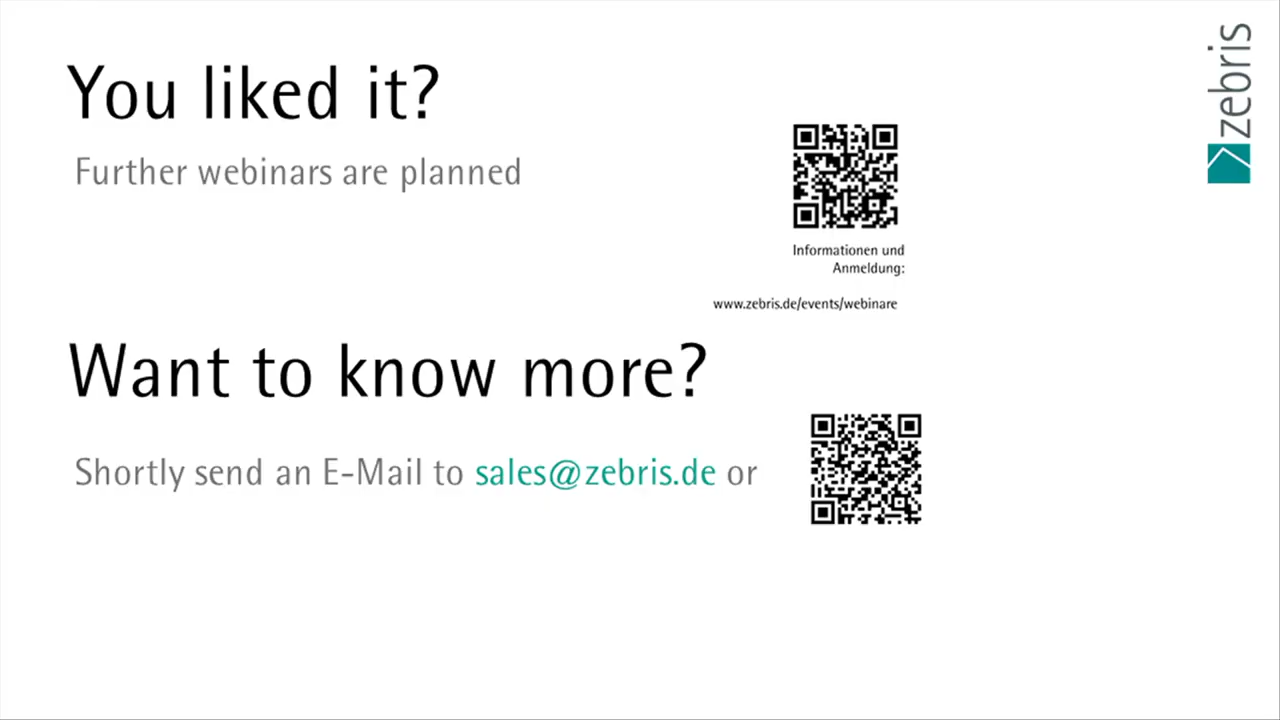 You liked it?
Further webinars are planned
Informationen und
Anmeldung:
www.zebris.de/events/webinare
Want to know more?
Shortly send an E-Mail to sales@zebris.de or
zebris